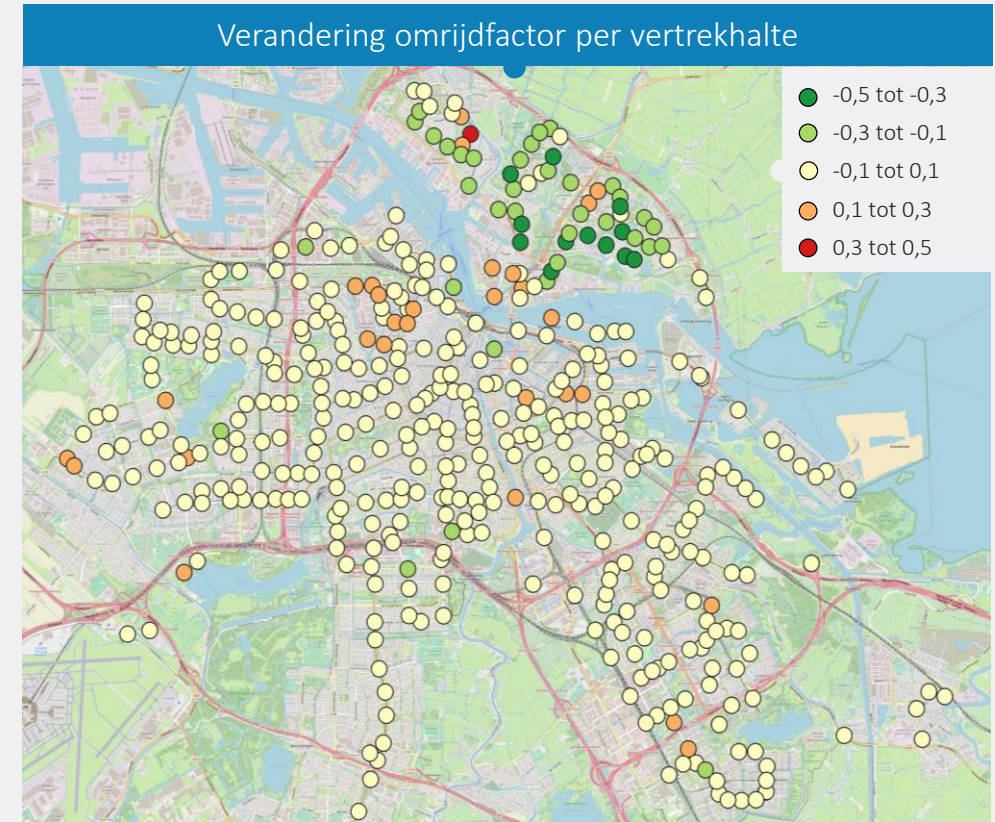 Verandering omrijdfactor per vertrekhalte
-0,5 tot -0,3
-0,3 tot -0,1
-0,1 tot 0,1
0,1 tot 0,3
0,3 tot 0,5